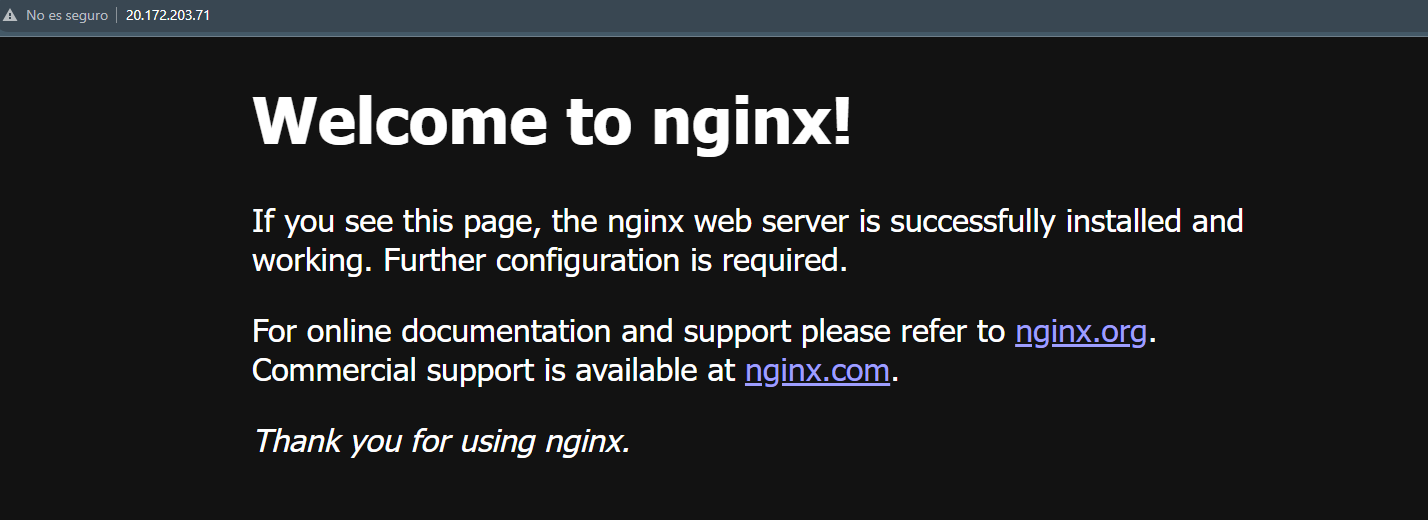 No es seguro 20.172.203.71
Welcome to nginx!
If you see this page, the nginx web server is successfully installed and
working. Further configuration is required.
For online documentation and support please refer to nginx.org.
Commercial support is available at nginx.com.
Thank you for using nginx.